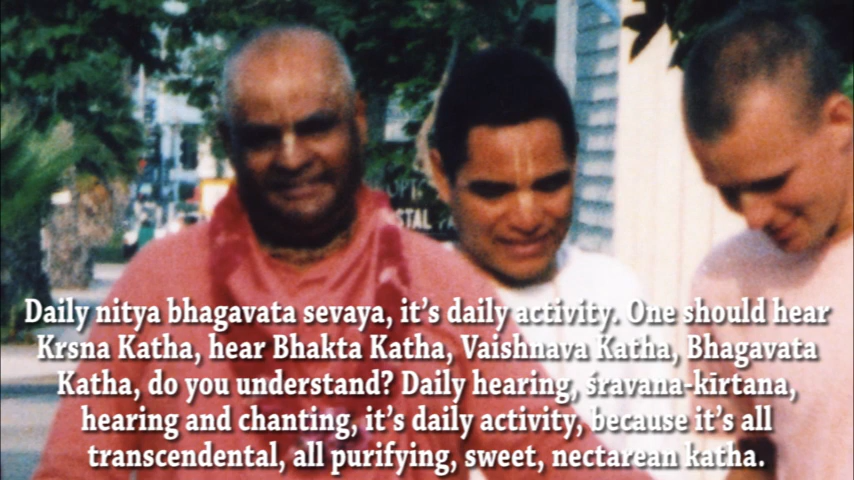 OPTI
STAL
Daily nitya bhagavata sevaya, it’s daily activity. One should hear
Krsna Katha, hear Bhakta Katha, Vaishnava Katha, Bhagavata
Katha, do you understand? Daily hearing, śravana-kīrtana,
hearing and chanting, it’s daily activity, because it’s all
transcendental, all purifying, sweet, nectarean katha.